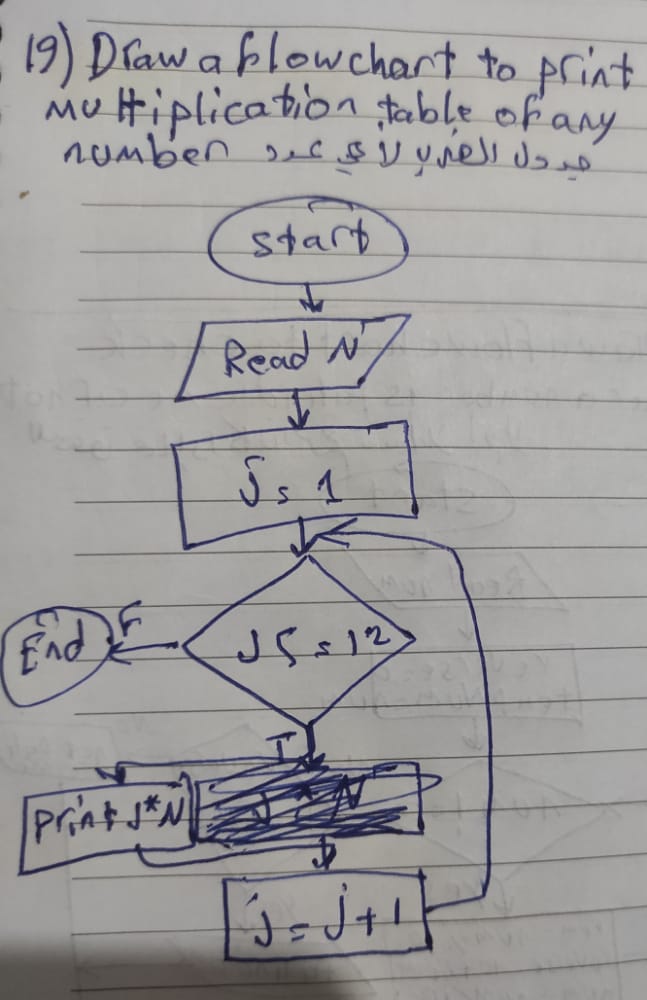 19) Draw a flowchart to print
multiplication table of any
number جدول الضرب لأي عدد
start
Read N
J = 1
J <= 12
F
End
T
Print J*N
J * N
J = J + 1